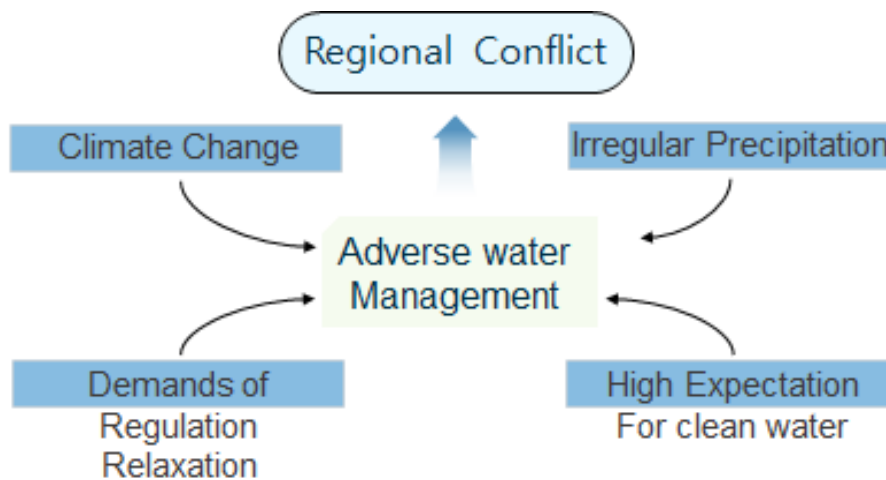 Regional Conflict
Climate Change
Irregular Precipitation
Adverse water
Management
Demands of
Regulation
Relaxation
High Expectation
For clean water